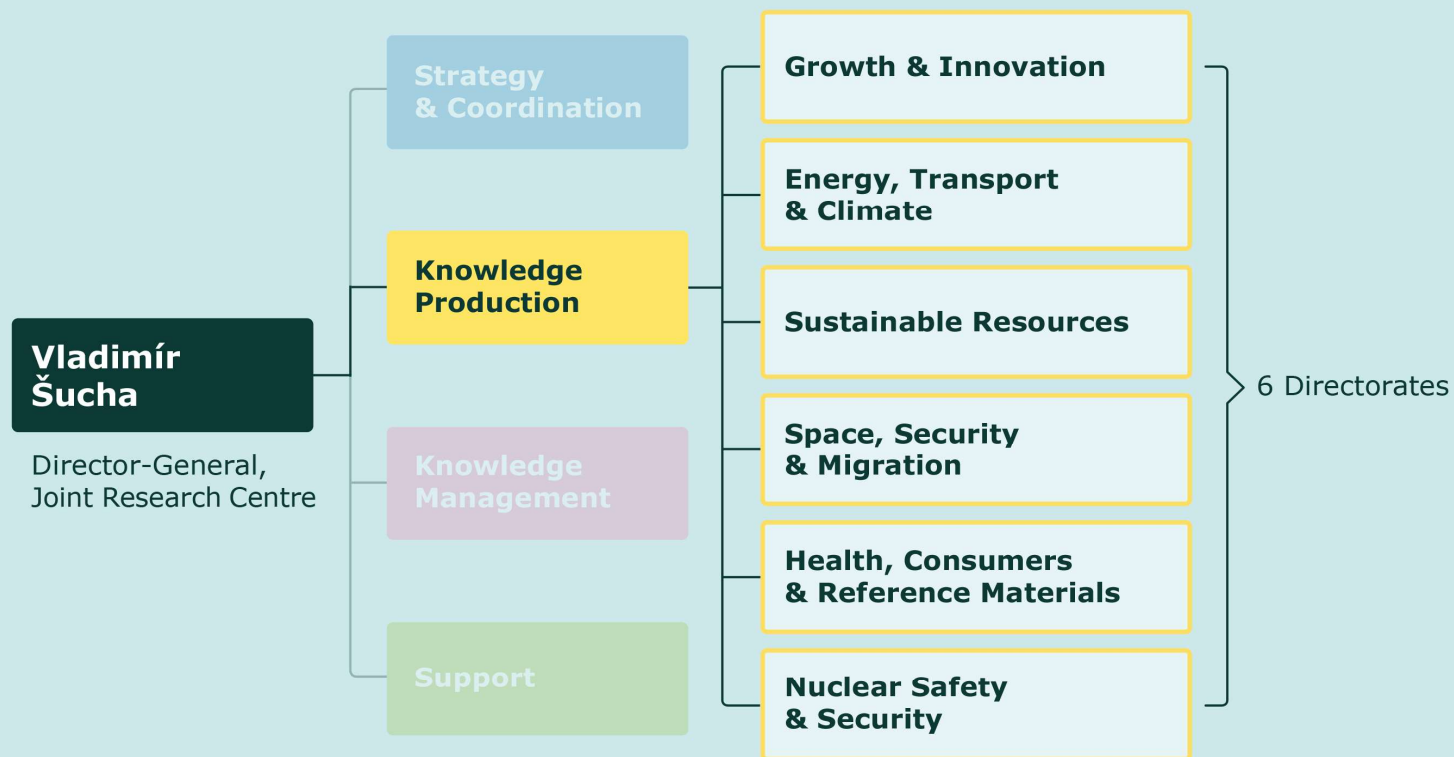 Vladimír
Šucha
Director-General,
Joint Research Centre
Strategy
& Coordination
Knowledge
Production
Knowledge
Management
Support
Growth & Innovation
Energy, Transport
& Climate
Sustainable Resources
Space, Security
& Migration
Health, Consumers
& Reference Materials
Nuclear Safety
& Security
6 Directorates